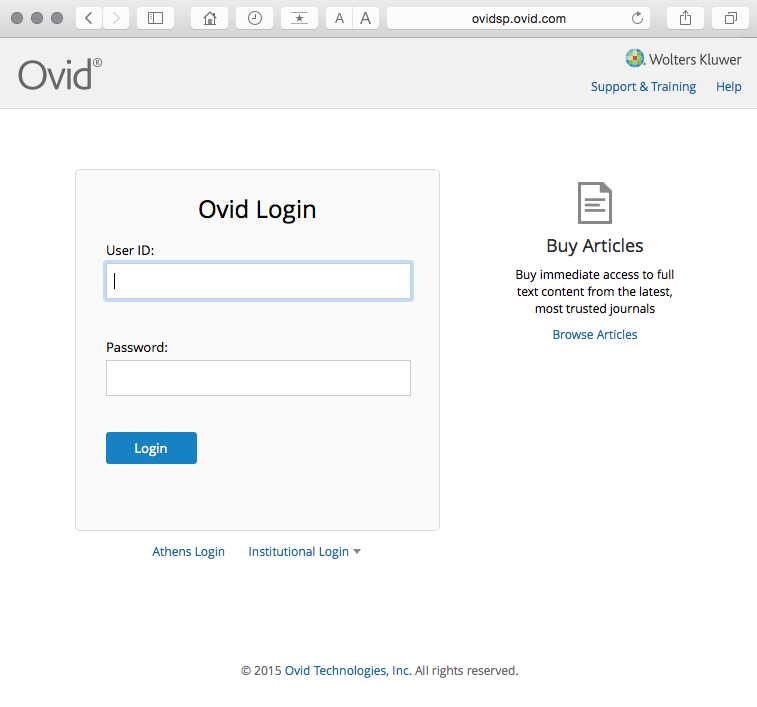 A A
ovidsp.ovid.com
Ovid®
Wolters Kluwer
Support & Training Help
Ovid Login
User ID:
Password:
Login
Athens Login Institutional Login
Buy Articles
Buy immediate access to full
text content from the latest,
most trusted journals
Browse Articles
© 2015 Ovid Technologies, Inc. All rights reserved.